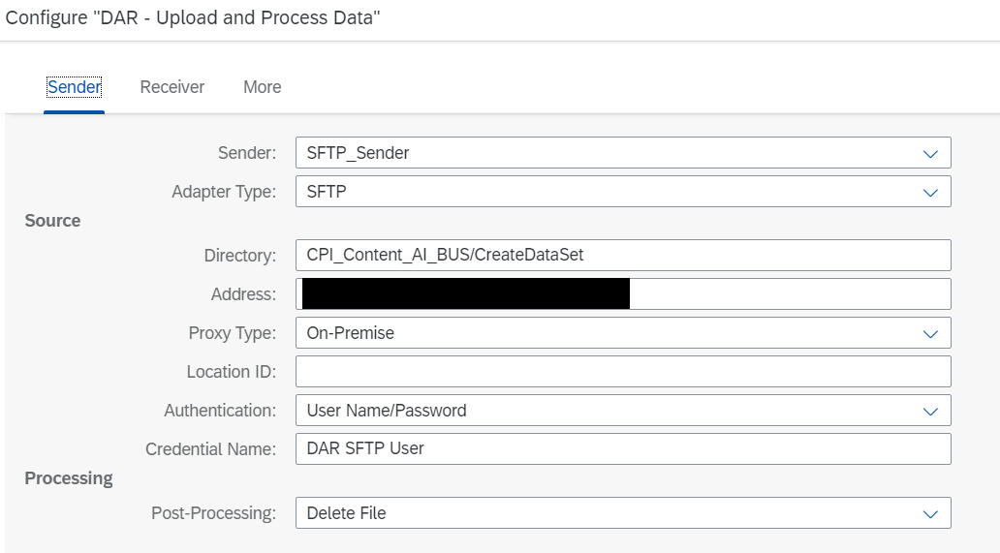 Configure "DAR - Upload and Process Data"
Sender Receiver More
Sender: SFTP_Sender
Adapter Type: SFTP
Source
Directory: CPI_Content_AI_BUS/CreateDataSet
Address:
Proxy Type: On-Premise
Location ID:
Authentication: User Name/Password
Credential Name: DAR SFTP User
Processing
Post-Processing: Delete File